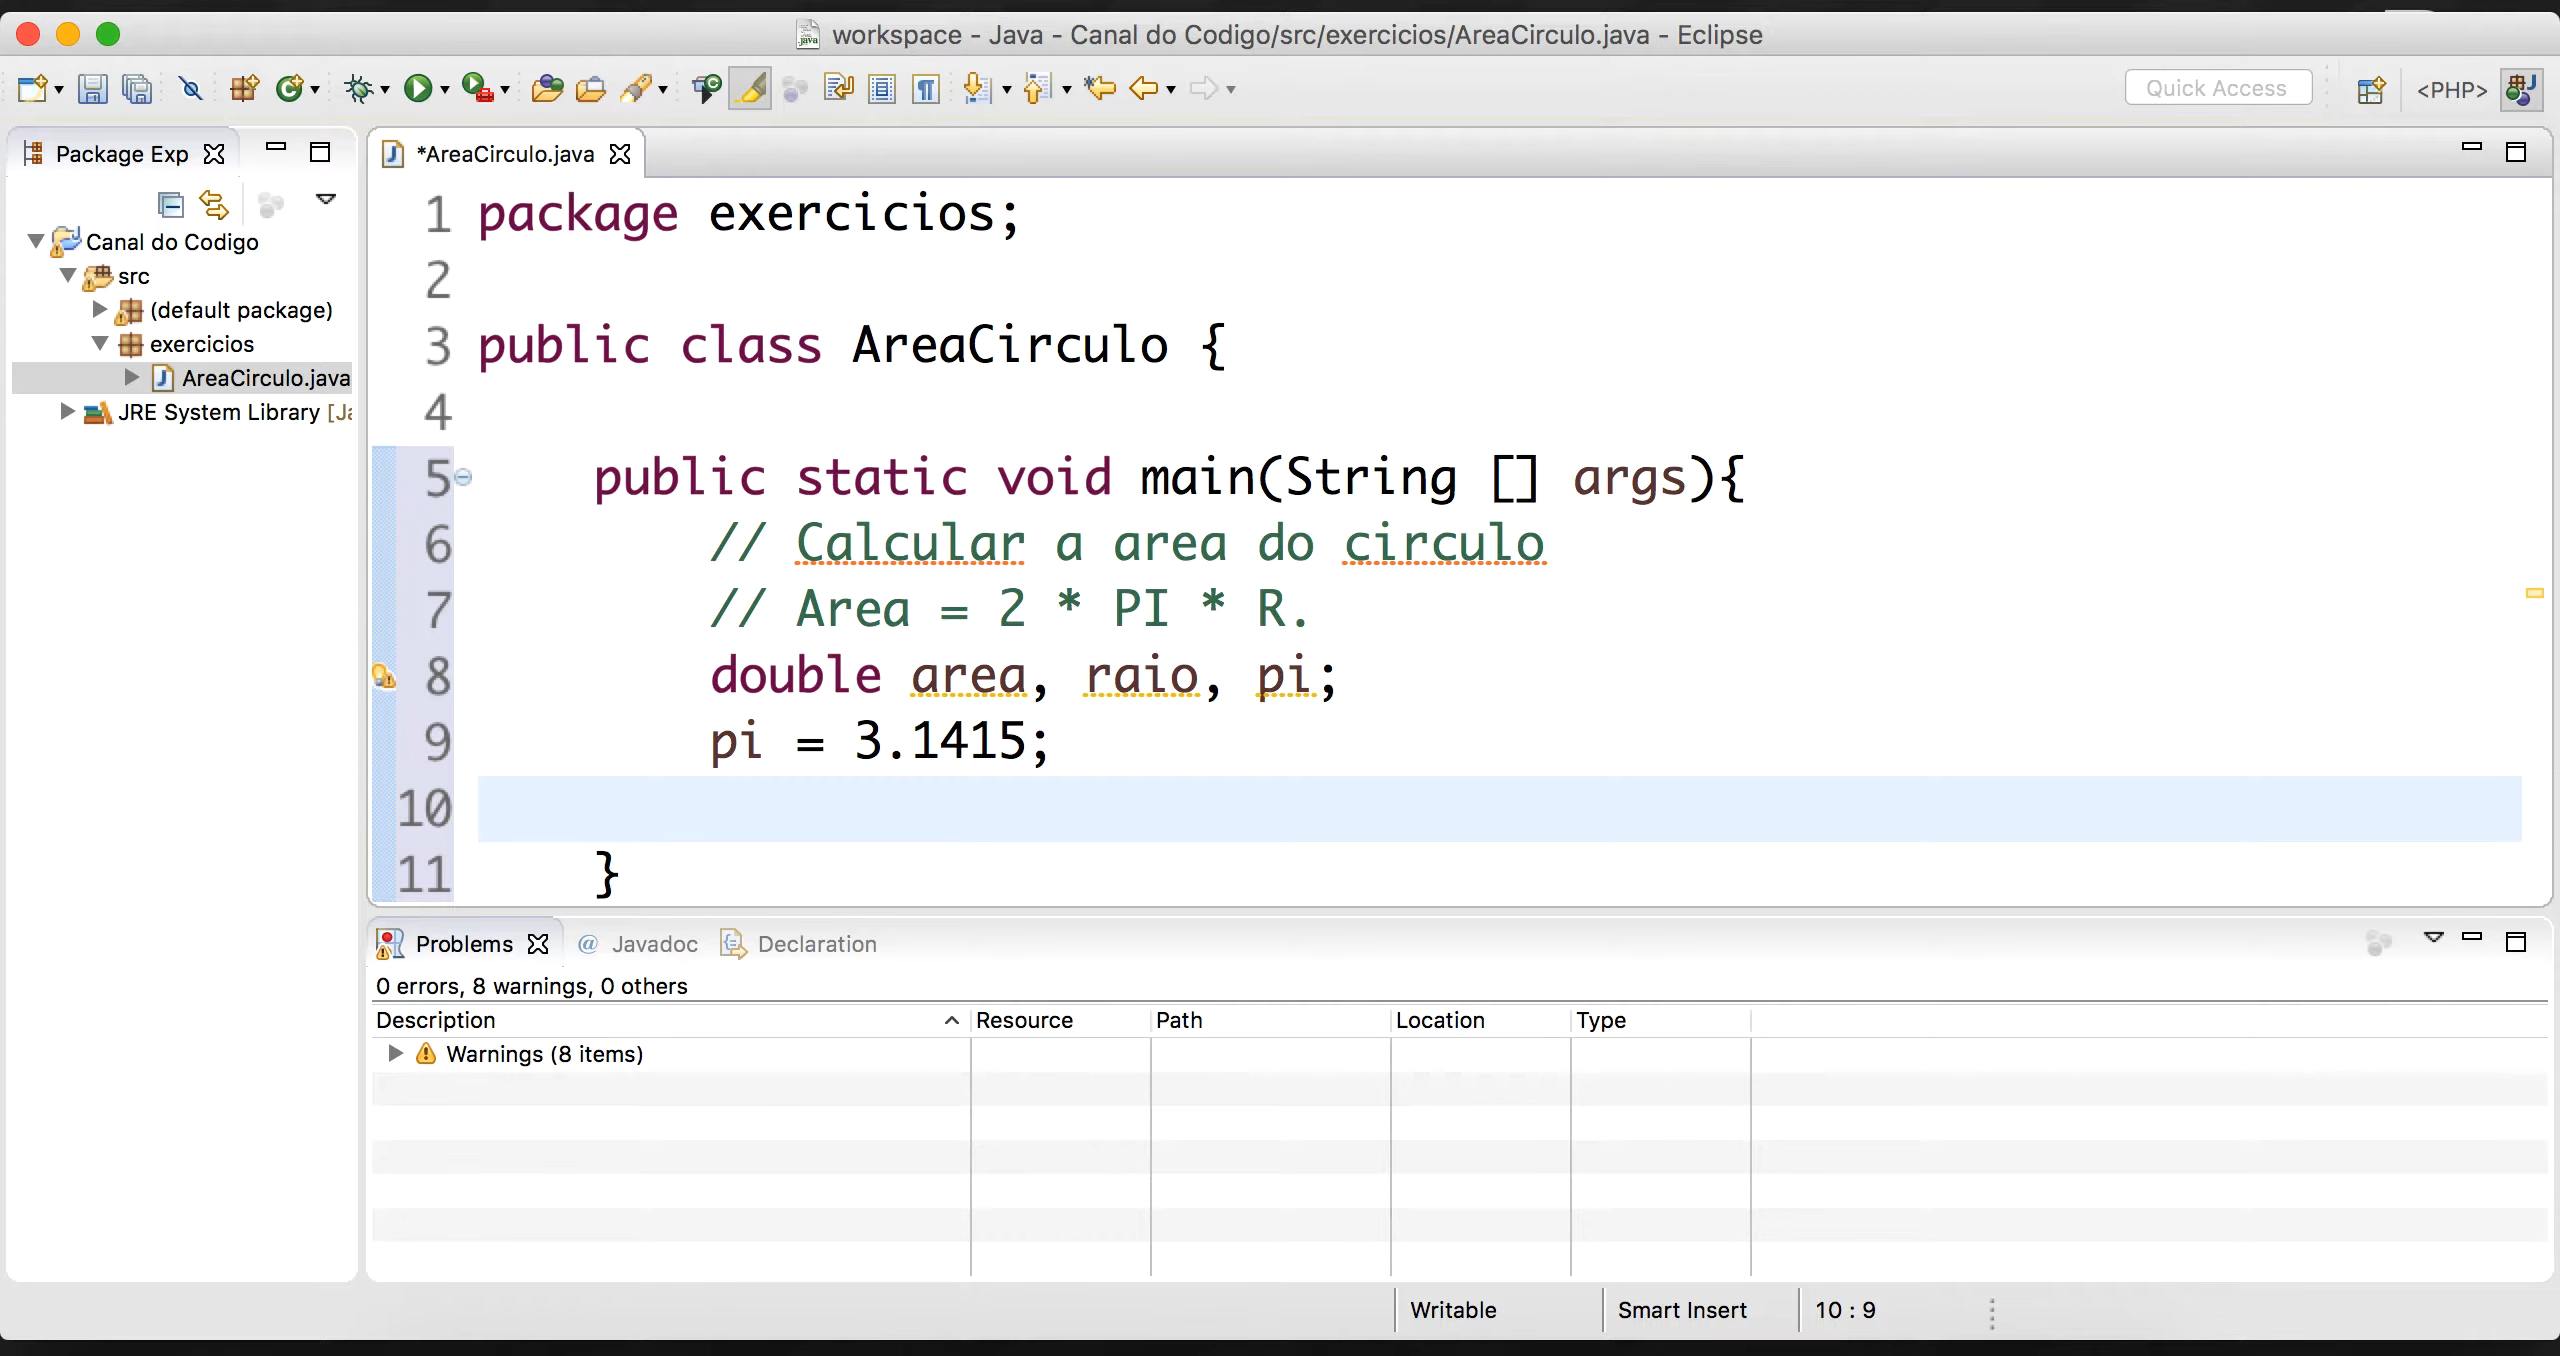 workspace - Java - Canal do Codigo/src/exercicios/AreaCirculo.java - Eclipse
Quick Access
<PHP>
Package Exp
Canal do Codigo
src
(default package)
exercicios
AreaCirculo.java
JRE System Library [Ja
*AreaCirculo.java
1 package exercicios;
2
3 public class AreaCirculo {
4
5 public static void main(String [] args){
6 // Calcular a area do circulo
7 // Area = 2 * PI * R.
8 double area, raio, pi;
9 pi = 3.1415;
10
11 }
Problems @ Javadoc Declaration
0 errors, 8 warnings, 0 others
Description Resource Path Location Type
Warnings (8 items)
Writable Smart Insert 10 : 9